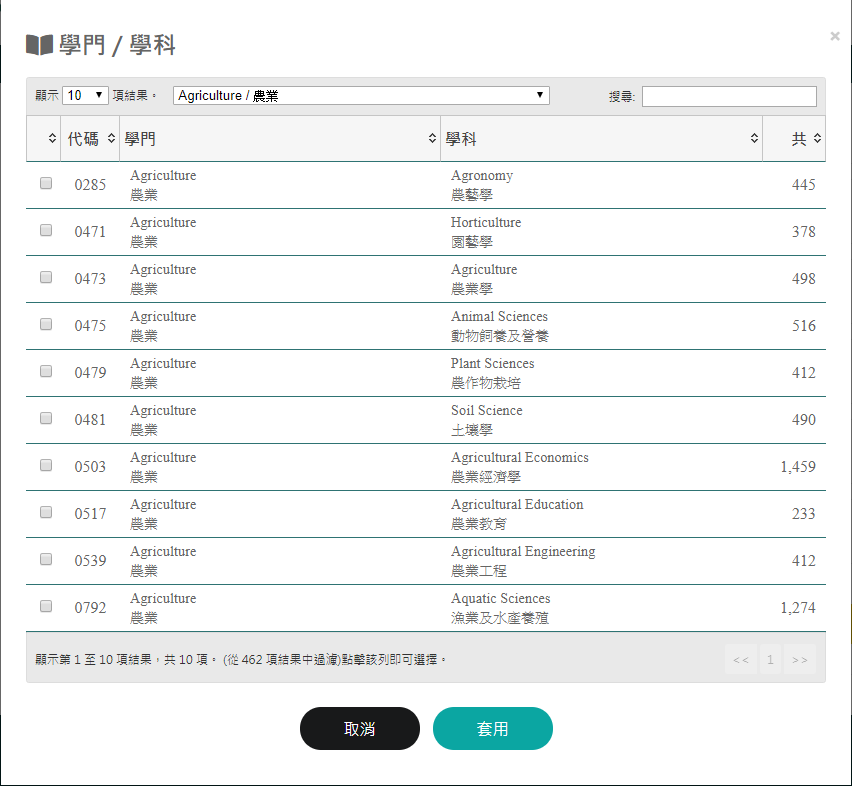 學門 / 學科
×
顯示 10 項結果。 Agriculture / 農業 搜尋:
代碼 學門 學科 共
0285 Agriculture Agronomy 445
農業 農藝學
0471 Agriculture Horticulture 378
農業 園藝學
0473 Agriculture Agriculture 498
農業 農業學
0475 Agriculture Animal Sciences 516
農業 動物飼養及營養
0479 Agriculture Plant Sciences 412
農業 農作物栽培
0481 Agriculture Soil Science 490
農業 土壤學
0503 Agriculture Agricultural Economics 1,459
農業 農業經濟學
0517 Agriculture Agricultural Education 233
農業 農業教育
0539 Agriculture Agricultural Engineering 412
農業 農業工程
0792 Agriculture Aquatic Sciences 1,274
農業 漁業及水產養殖
顯示第 1 至 10 項結果，共 10 項。 (從 462 項結果中過濾)點擊該列即可選擇。 << 1 >>
取消 套用